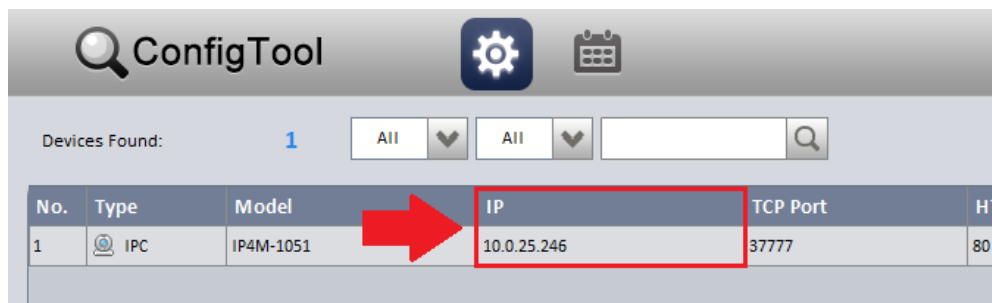 ConfigTool
Devices Found: 1 All All
No. Type Model IP TCP Port
1 IPC IP4M-1051 10.0.25.246 37777 80